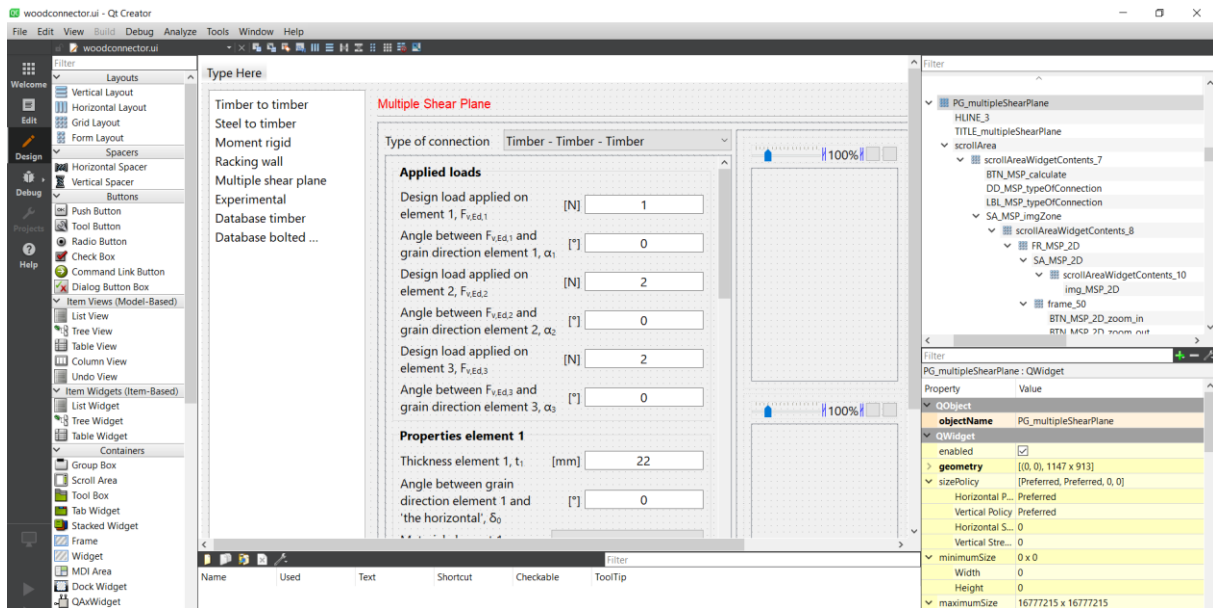 woodconnector.ui - Qt Creator
File Edit View Build Debug Analyze Tools Window Help
woodconnector.ui
Welcome
Edit
Design
Debug
Projects
Help
Filter
Layouts
Vertical Layout
Horizontal Layout
Grid Layout
Form Layout
Spacers
Horizontal Spacer
Vertical Spacer
Buttons
Push Button
Tool Button
Radio Button
Check Box
Command Link Button
Dialog Button Box
Item Views (Model-Based)
List View
Tree View
Table View
Column View
Undo View
Item Widgets (Item-Based)
List Widget
Tree Widget
Table Widget
Containers
Group Box
Scroll Area
Tool Box
Tab Widget
Stacked Widget
Frame
Widget
MDI Area
Dock Widget
QAxWidget
Type Here
Timber to timber
Steel to timber
Moment rigid
Racking wall
Multiple shear plane
Experimental
Database timber
Database bolted ...
Multiple Shear Plane
Type of connection Timber - Timber - Timber
Applied loads
Design load applied on
element 1, Fv,Ed,1 [N] 1
Angle between Fv,Ed,1 and
grain direction element 1, α1 [°] 0
Design load applied on
element 2, Fv,Ed,2 [N] 2
Angle between Fv,Ed,2 and
grain direction element 2, α2 [°] 0
Design load applied on
element 3, Fv,Ed,3 [N] 2
Angle between Fv,Ed,3 and
grain direction element 3, α3 [°] 0
Properties element 1
Thickness element 1, t1 [mm] 22
Angle between grain
direction element 1 and
'the horizontal', δ0 [°] 0
100%
100%
Filter
Name Used Text Shortcut Checkable ToolTip
Filter
PG_multipleShearPlane
HLINE_3
TITLE_multipleShearPlane
scrollArea
scrollAreaWidgetContents_7
BTN_MSP_calculate
DD_MSP_typeOfConnection
LBL_MSP_typeOfConnection
SA_MSP_imgZone
scrollAreaWidgetContents_8
FR_MSP_2D
SA_MSP_2D
scrollAreaWidgetContents_10
img_MSP_2D
frame_50
BTN_MSP_2D_zoom_in
BTN_MSP_2D_zoom_out
Filter
PG_multipleShearPlane : QWidget
Property Value
QObject
objectName PG_multipleShearPlane
QWidget
enabled
geometry [(0, 0), 1147 x 913]
sizePolicy [Preferred, Preferred, 0, 0]
Horizontal P... Preferred
Vertical Policy Preferred
Horizontal S... 0
Vertical Stre... 0
minimumSize 0 x 0
Width 0
Height 0
maximumSize 16777215 x 16777215